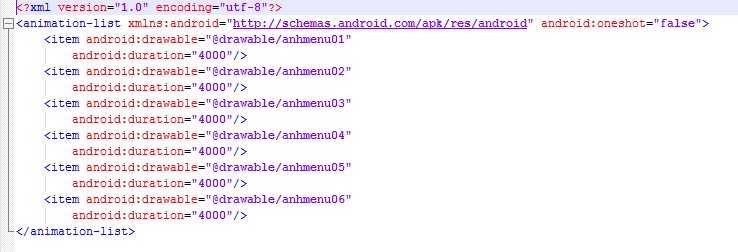 <?xml version="1.0" encoding="utf-8"?>
<animation-list xmlns:android="http://schemas.android.com/apk/res/android" android:oneshot="false">
    <item android:drawable="@drawable/anhmenu01"
        android:duration="4000"/>
    <item android:drawable="@drawable/anhmenu02"
        android:duration="4000"/>
    <item android:drawable="@drawable/anhmenu03"
        android:duration="4000"/>
    <item android:drawable="@drawable/anhmenu04"
        android:duration="4000"/>
    <item android:drawable="@drawable/anhmenu05"
        android:duration="4000"/>
    <item android:drawable="@drawable/anhmenu06"
        android:duration="4000"/>
</animation-list>